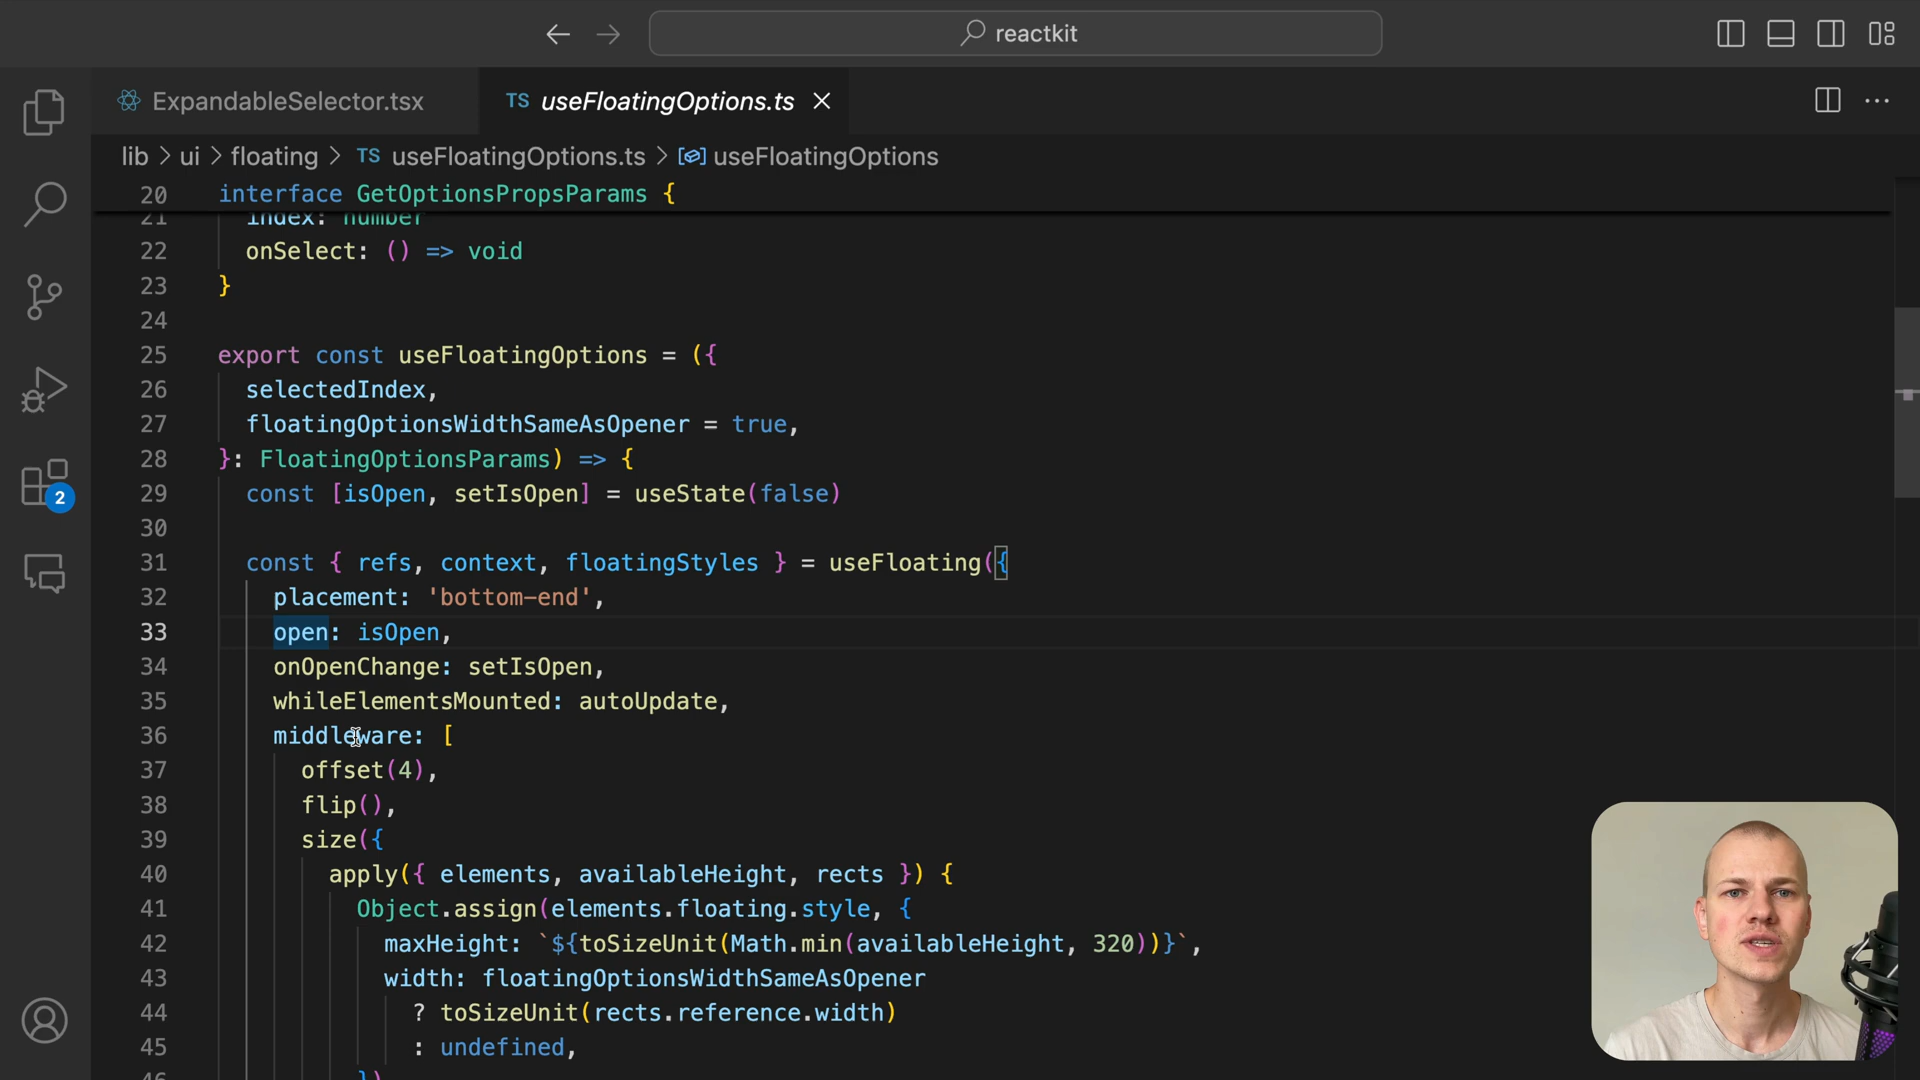 reactkit
ExpandableSelector.tsx
TS useFloatingOptions.ts
lib > ui > floating > TS useFloatingOptions.ts > useFloatingOptions
20 interface GetOptionsPropsParams {
21 index: number
22 onSelect: () => void
23 }
24
25 export const useFloatingOptions = ({
26 selectedIndex,
27 floatingOptionsWidthSameAsOpener = true,
28 }: FloatingOptionsParams) => {
29 const [isOpen, setIsOpen] = useState(false)
30
31 const { refs, context, floatingStyles } = useFloating({
32 placement: 'bottom-end',
33 open: isOpen,
34 onOpenChange: setIsOpen,
35 whileElementsMounted: autoUpdate,
36 middleware: [
37 offset(4),
38 flip(),
39 size({
40 apply({ elements, availableHeight, rects }) {
41 Object.assign(elements.floating.style, {
42 maxHeight: `${toSizeUnit(Math.min(availableHeight, 320))}`,
43 width: floatingOptionsWidthSameAsOpener
44 ? toSizeUnit(rects.reference.width)
45 : undefined,
46 })
2